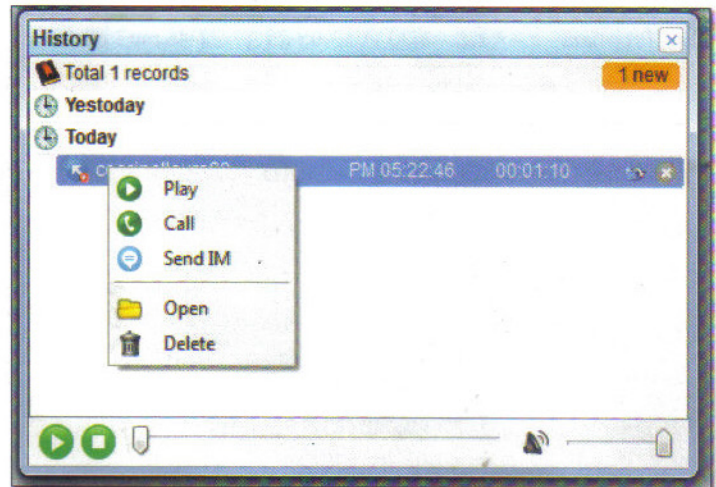 History
Total 1 records 1 new
Yestoday
Today
PM 05:22:46 00:01:10
Play
Call
Send IM
Open
Delete